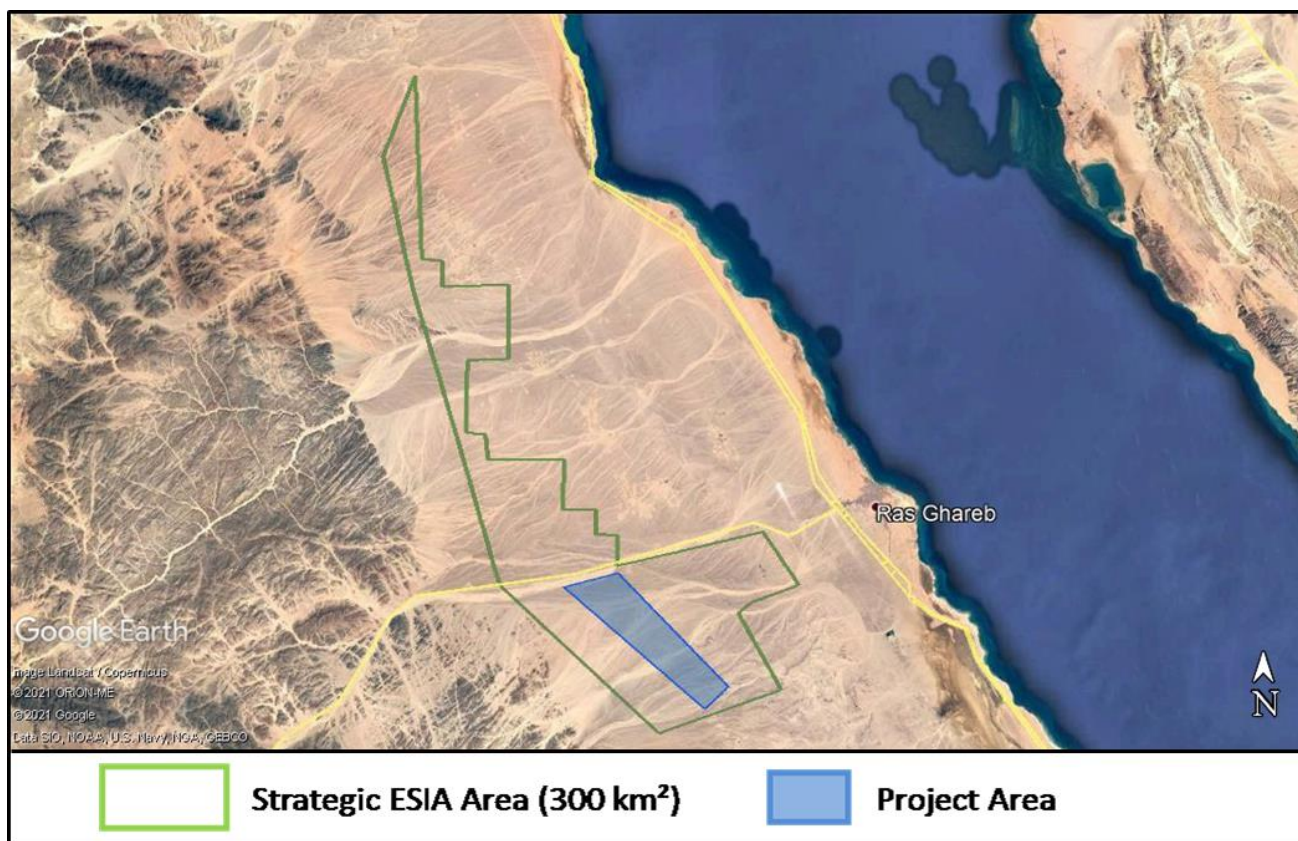 Ras Ghareb
Google Earth
Image Landsat / Copernicus
©2021 ORION-ME
©2021 Google
Data SIO, NOAA, U.S. Navy, NGA, GEBCO
N
Strategic ESIA Area (300 km²)
Project Area